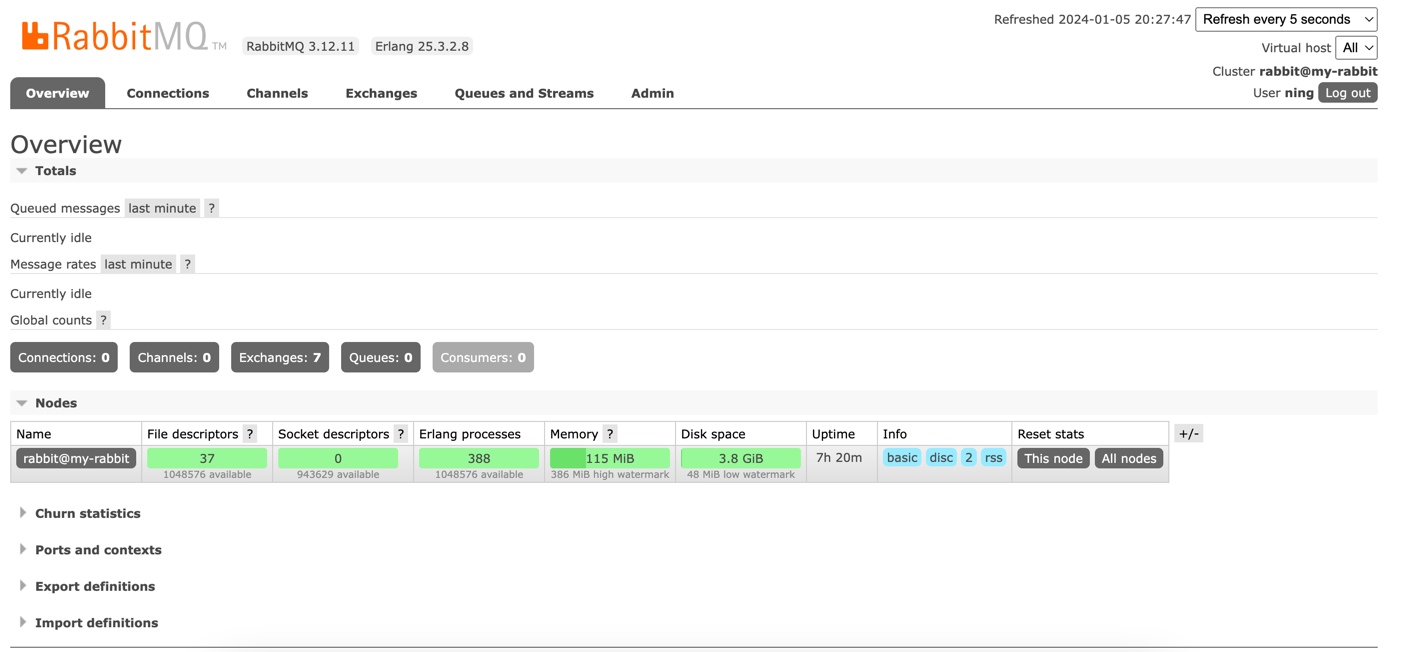 RabbitMQ TM RabbitMQ 3.12.11 Erlang 25.3.2.8
Refreshed 2024-01-05 20:27:47 Refresh every 5 seconds
Virtual host All
Cluster rabbit@my-rabbit
User ning Log out
Overview Connections Channels Exchanges Queues and Streams Admin
Overview
Totals
Queued messages last minute ?
Currently idle
Message rates last minute ?
Currently idle
Global counts ?
Connections: 0 Channels: 0 Exchanges: 7 Queues: 0 Consumers: 0
Nodes
Name File descriptors ? Socket descriptors ? Erlang processes Memory ? Disk space Uptime Info Reset stats +/-
rabbit@my-rabbit 37 0 388 115 MiB 3.8 GiB 7h 20m basic disc 2 rss This node All nodes
1048576 available 943629 available 1048576 available 386 MiB high watermark 48 MiB low watermark
Churn statistics
Ports and contexts
Export definitions
Import definitions